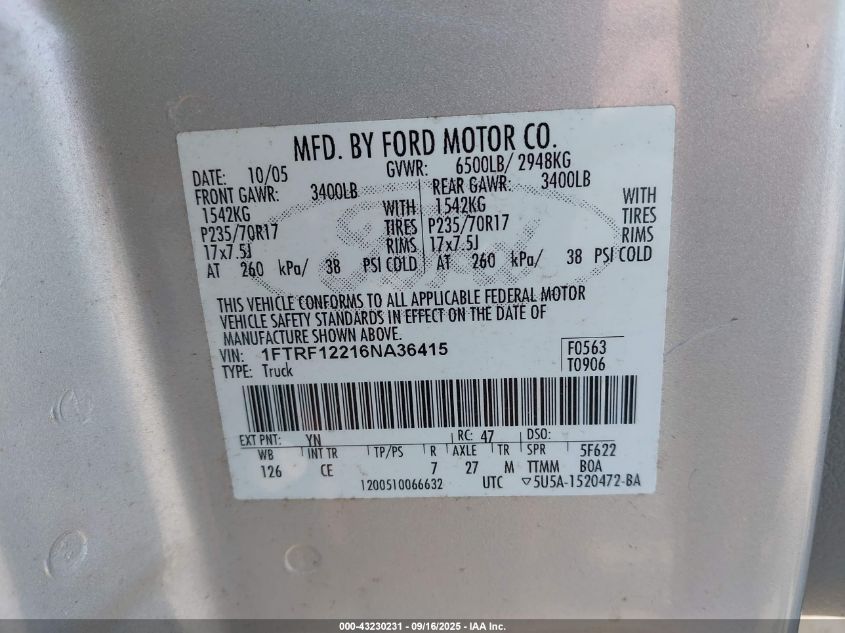 MFD. BY FORD MOTOR CO.
DATE: 10/05 GVWR: 6500LB/ 2948KG
FRONT GAWR: 3400LB REAR GAWR: 3400LB
1542KG WITH 1542KG WITH
P235/70R17 TIRES P235/70R17 TIRES
17x7.5J RIMS 17x7.5J RIMS
AT 260 kPa/ 38 PSI COLD AT 260 kPa/ 38 PSI COLD
THIS VEHICLE CONFORMS TO ALL APPLICABLE FEDERAL MOTOR
VEHICLE SAFETY STANDARDS IN EFFECT ON THE DATE OF
MANUFACTURE SHOWN ABOVE.
VIN: 1FTRF12216NA36415 F0563
TYPE: Truck T0906
EXT PNT: YN RC: 47 DSO:
WB INT TR TP/PS R AXLE TR SPR 5F622
126 CE 7 27 M TTMM BOA
1200510066632 UTC ▽5U5A-1520472-BA
000-43230231 - 09/16/2025 - IAA Inc.